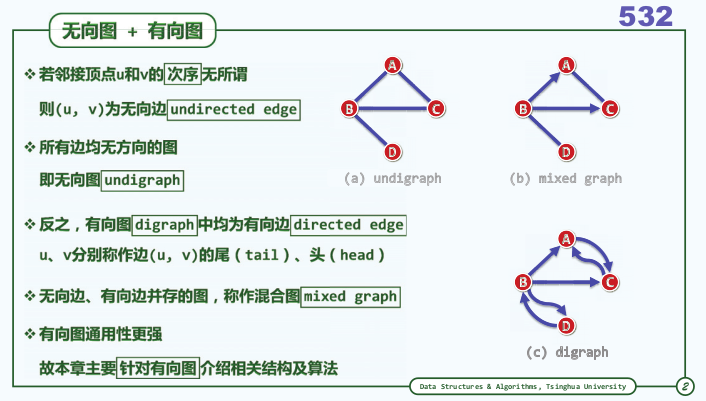 532
无向图 + 有向图
❖ 若邻接顶点u和v的次序无所谓
则(u, v)为无向边undirected edge
❖ 所有边均无方向的图
即无向图undigraph
❖ 反之，有向图digraph中均为有向边directed edge
u、v分别称作边(u, v)的尾（tail）、头（head）
❖ 无向边、有向边并存的图，称作混合图mixed graph
❖ 有向图通用性更强
故本章主要针对有向图介绍相关结构及算法
A
B
C
D
(a) undigraph
A
B
C
D
(b) mixed graph
A
B
C
D
(c) digraph
Data Structures & Algorithms, Tsinghua University
2